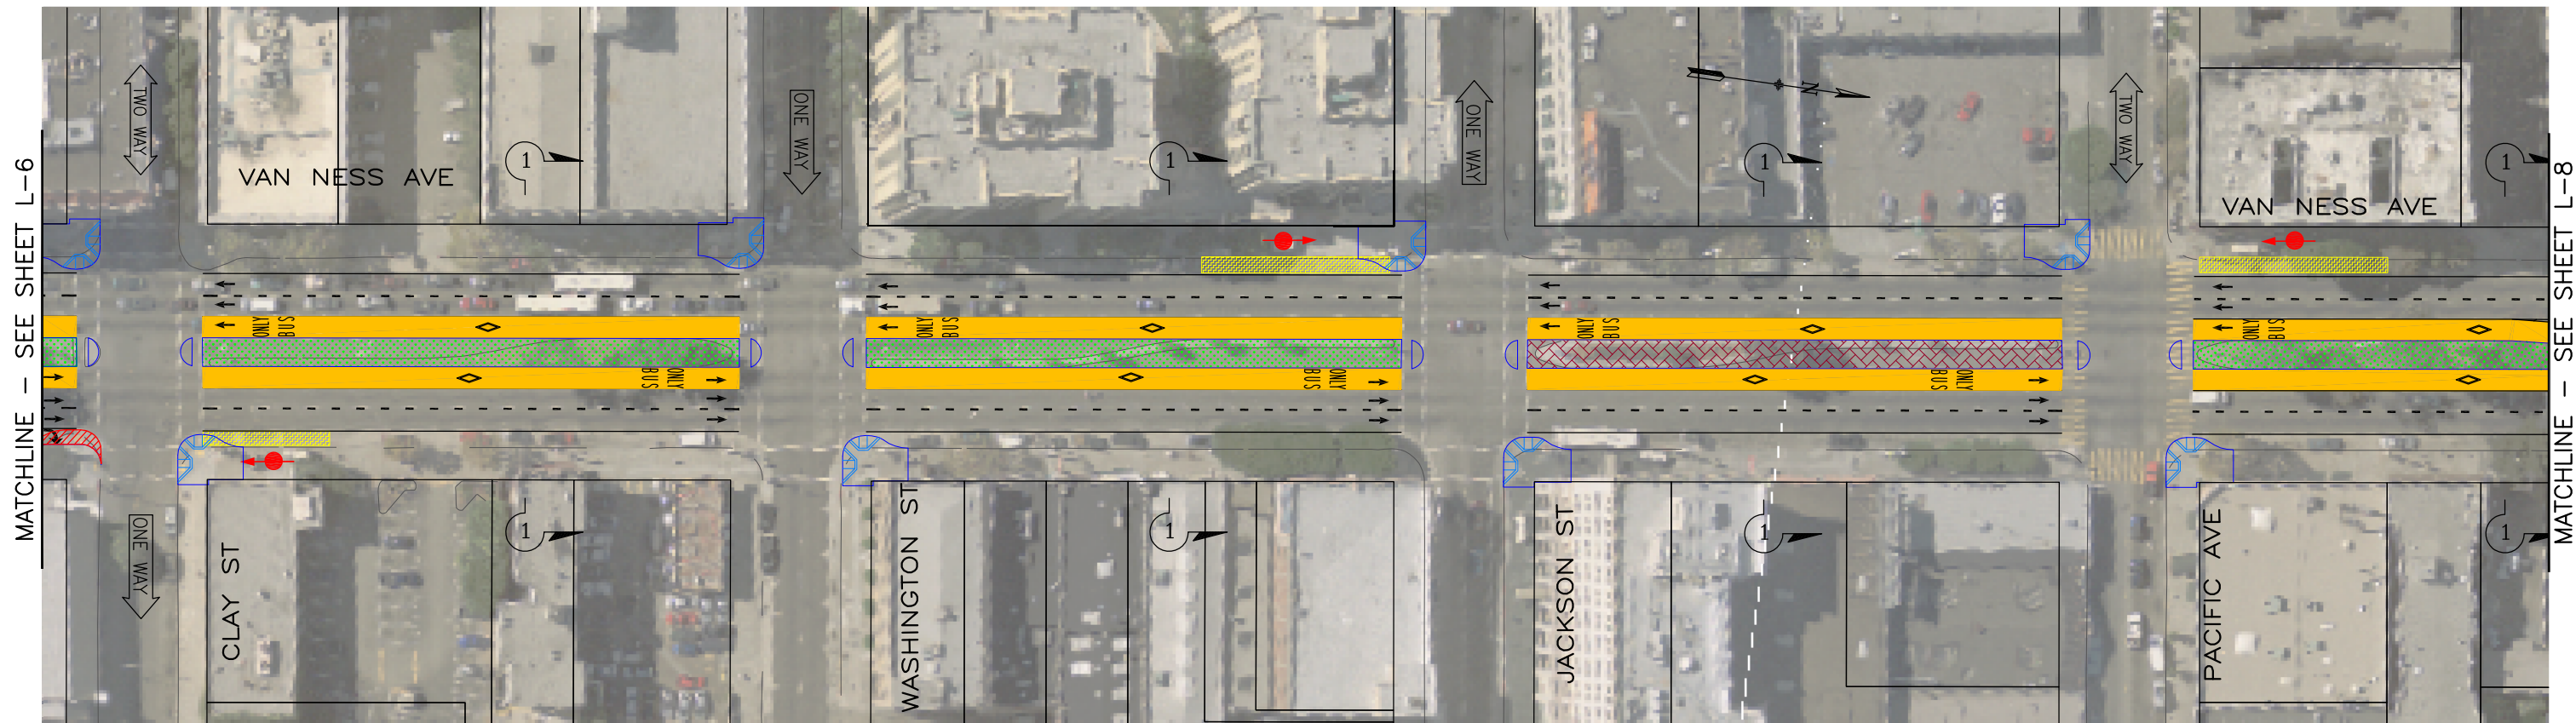 MATCHLINE — SEE SHEET L-6
TWO WAY
VAN NESS AVE
1
ONE WAY
1
ONE WAY
N
1
TWO WAY
VAN NESS AVE
1
MATCHLINE — SEE SHEET L-8
ONLY
BUS
ONLY
BUS
ONLY
BUS
ONLY
BUS
BUS
ONLY
BUS
ONLY
BUS
ONLY
ONE WAY
CLAY ST
1
WASHINGTON ST
1
JACKSON ST
1
PACIFIC AVE
1